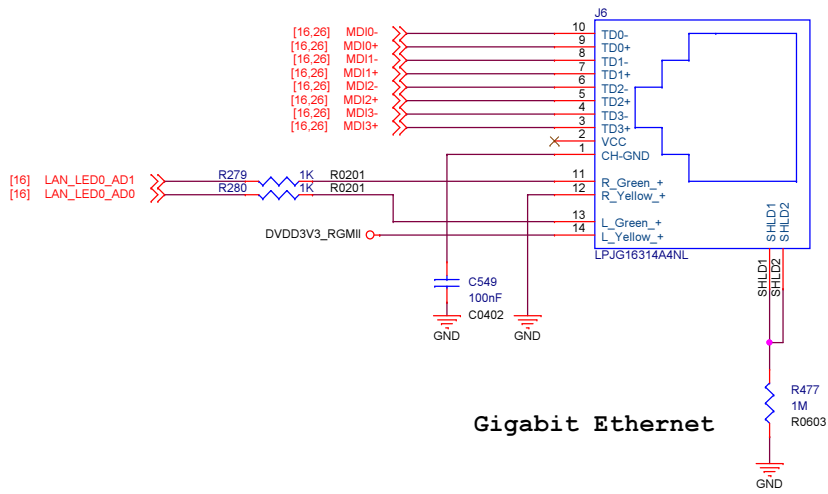 J6
[16,26] MDI0- 10 TD0-
[16,26] MDI0+ 9 TD0+
[16,26] MDI1- 8 TD1-
[16,26] MDI1+ 7 TD1+
[16,26] MDI2- 6 TD2-
[16,26] MDI2+ 5 TD2+
[16,26] MDI3- 4 TD3-
[16,26] MDI3+ 3 TD3+
2 VCC
1 CH-GND
[16] LAN_LED0_AD1 R279 1K R0201 11 R_Green_+
[16] LAN_LED0_AD0 R280 1K R0201 12 R_Yellow_+
13 L_Green_+
DVDD3V3_RGMII 14 L_Yellow_+
SHLD1
SHLD2
LPJG16314A4NL
SHLD1
SHLD2
C549
100nF
C0402
GND
GND
R477
1M
R0603
Gigabit Ethernet
GND